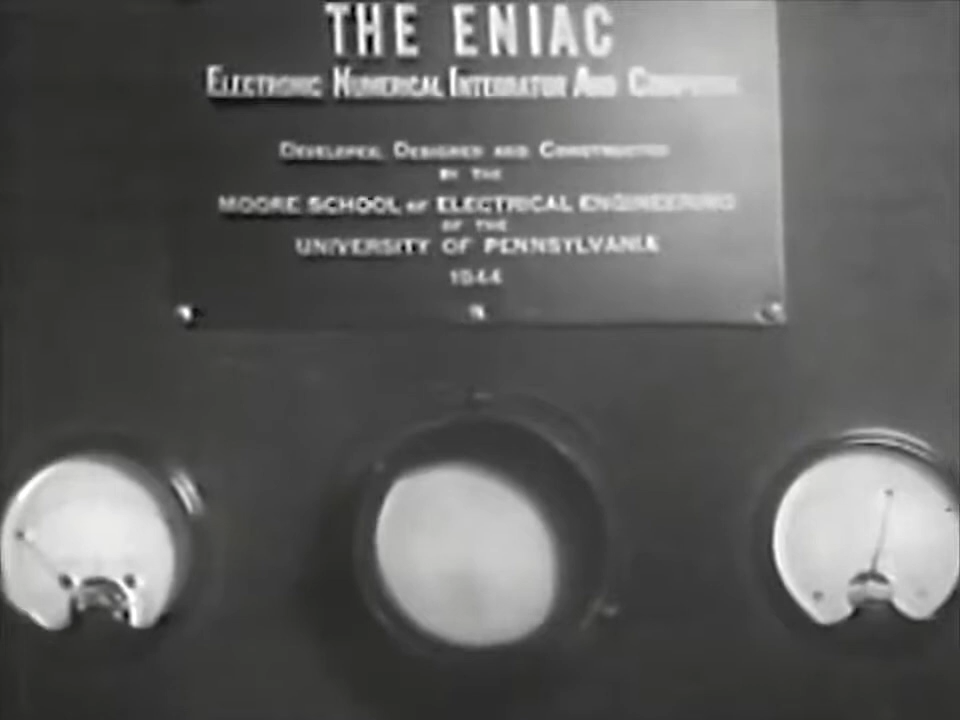 THE ENIAC
ELECTRONIC NUMERICAL INTEGRATOR AND COMPUTER
DEVELOPED, DESIGNED AND CONSTRUCTED
BY THE
MOORE SCHOOL OF ELECTRICAL ENGINEERING
OF THE
UNIVERSITY OF PENNSYLVANIA
1944